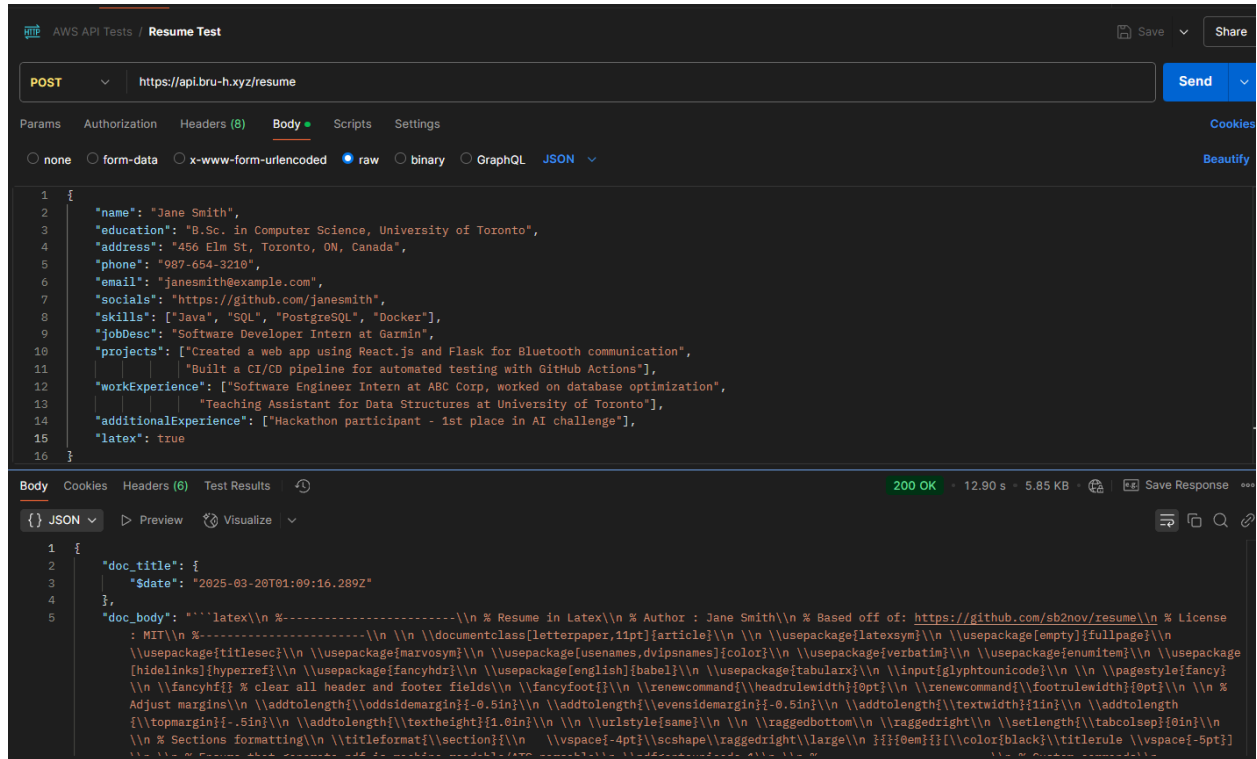 HTTP AWS API Tests / Resume Test Save Share
POST https://api.bru-h.xyz/resume Send
Params Authorization Headers (8) Body Scripts Settings Cookies
none form-data x-www-form-urlencoded raw binary GraphQL JSON Beautify
1 {
2 "name": "Jane Smith",
3 "education": "B.Sc. in Computer Science, University of Toronto",
4 "address": "456 Elm St, Toronto, ON, Canada",
5 "phone": "987-654-3210",
6 "email": "janesmith@example.com",
7 "socials": "https://github.com/janesmith",
8 "skills": ["Java", "SQL", "PostgreSQL", "Docker"],
9 "jobDesc": "Software Developer Intern at Garmin",
10 "projects": ["Created a web app using React.js and Flask for Bluetooth communication",
11 "Built a CI/CD pipeline for automated testing with GitHub Actions"],
12 "workExperience": ["Software Engineer Intern at ABC Corp, worked on database optimization",
13 "Teaching Assistant for Data Structures at University of Toronto"],
14 "additionalExperience": ["Hackathon participant - 1st place in AI challenge"],
15 "latex": true
16 }
Body Cookies Headers (6) Test Results 200 OK 12.90 s 5.85 KB e.g. Save Response
{} JSON Preview Visualize
1 {
2 "doc_title": {
3 "$date": "2025-03-20T01:09:16.289Z"
4 },
5 "doc_body": "```latex\\n %-------------------------\\n % Resume in Latex\\n % Author : Jane Smith\\n % Based off of: https://github.com/sb2nov/resume\\n % License
: MIT\\n %------------------------\\n \\n \\documentclass[letterpaper,11pt]{article}\\n \\n \\usepackage{latexsym}\\n \\usepackage[empty]{fullpage}\\n
\\usepackage{titlesec}\\n \\usepackage{marvosym}\\n \\usepackage[usenames,dvipsnames]{color}\\n \\usepackage{verbatim}\\n \\usepackage{enumitem}\\n \\usepackage
[hidelinks]{hyperref}\\n \\usepackage{fancyhdr}\\n \\usepackage[english]{babel}\\n \\usepackage{tabularx}\\n \\input{glyphtounicode}\\n \\n \\pagestyle{fancy}
\\n \\fancyhf{} % clear all header and footer fields\\n \\fancyfoot{}\\n \\renewcommand{\\headrulewidth}{0pt}\\n \\renewcommand{\\footrulewidth}{0pt}\\n \\n %
Adjust margins\\n \\addtolength{\\oddsidemargin}{-0.5in}\\n \\addtolength{\\evensidemargin}{-0.5in}\\n \\addtolength{\\textwidth}{1in}\\n \\addtolength
{\\topmargin}{-.5in}\\n \\addtolength{\\textheight}{1.0in}\\n \\n \\urlstyle{same}\\n \\n \\raggedbottom\\n \\raggedright\\n \\setlength{\\tabcolsep}{0in}\\n
\\n % Sections formatting\\n \\titleformat{\\section}{\\n \\vspace{-4pt}\\scshape\\raggedright\\large\\n }{}{0em}{}[\\color{black}\\titlerule \\vspace{-5pt}]